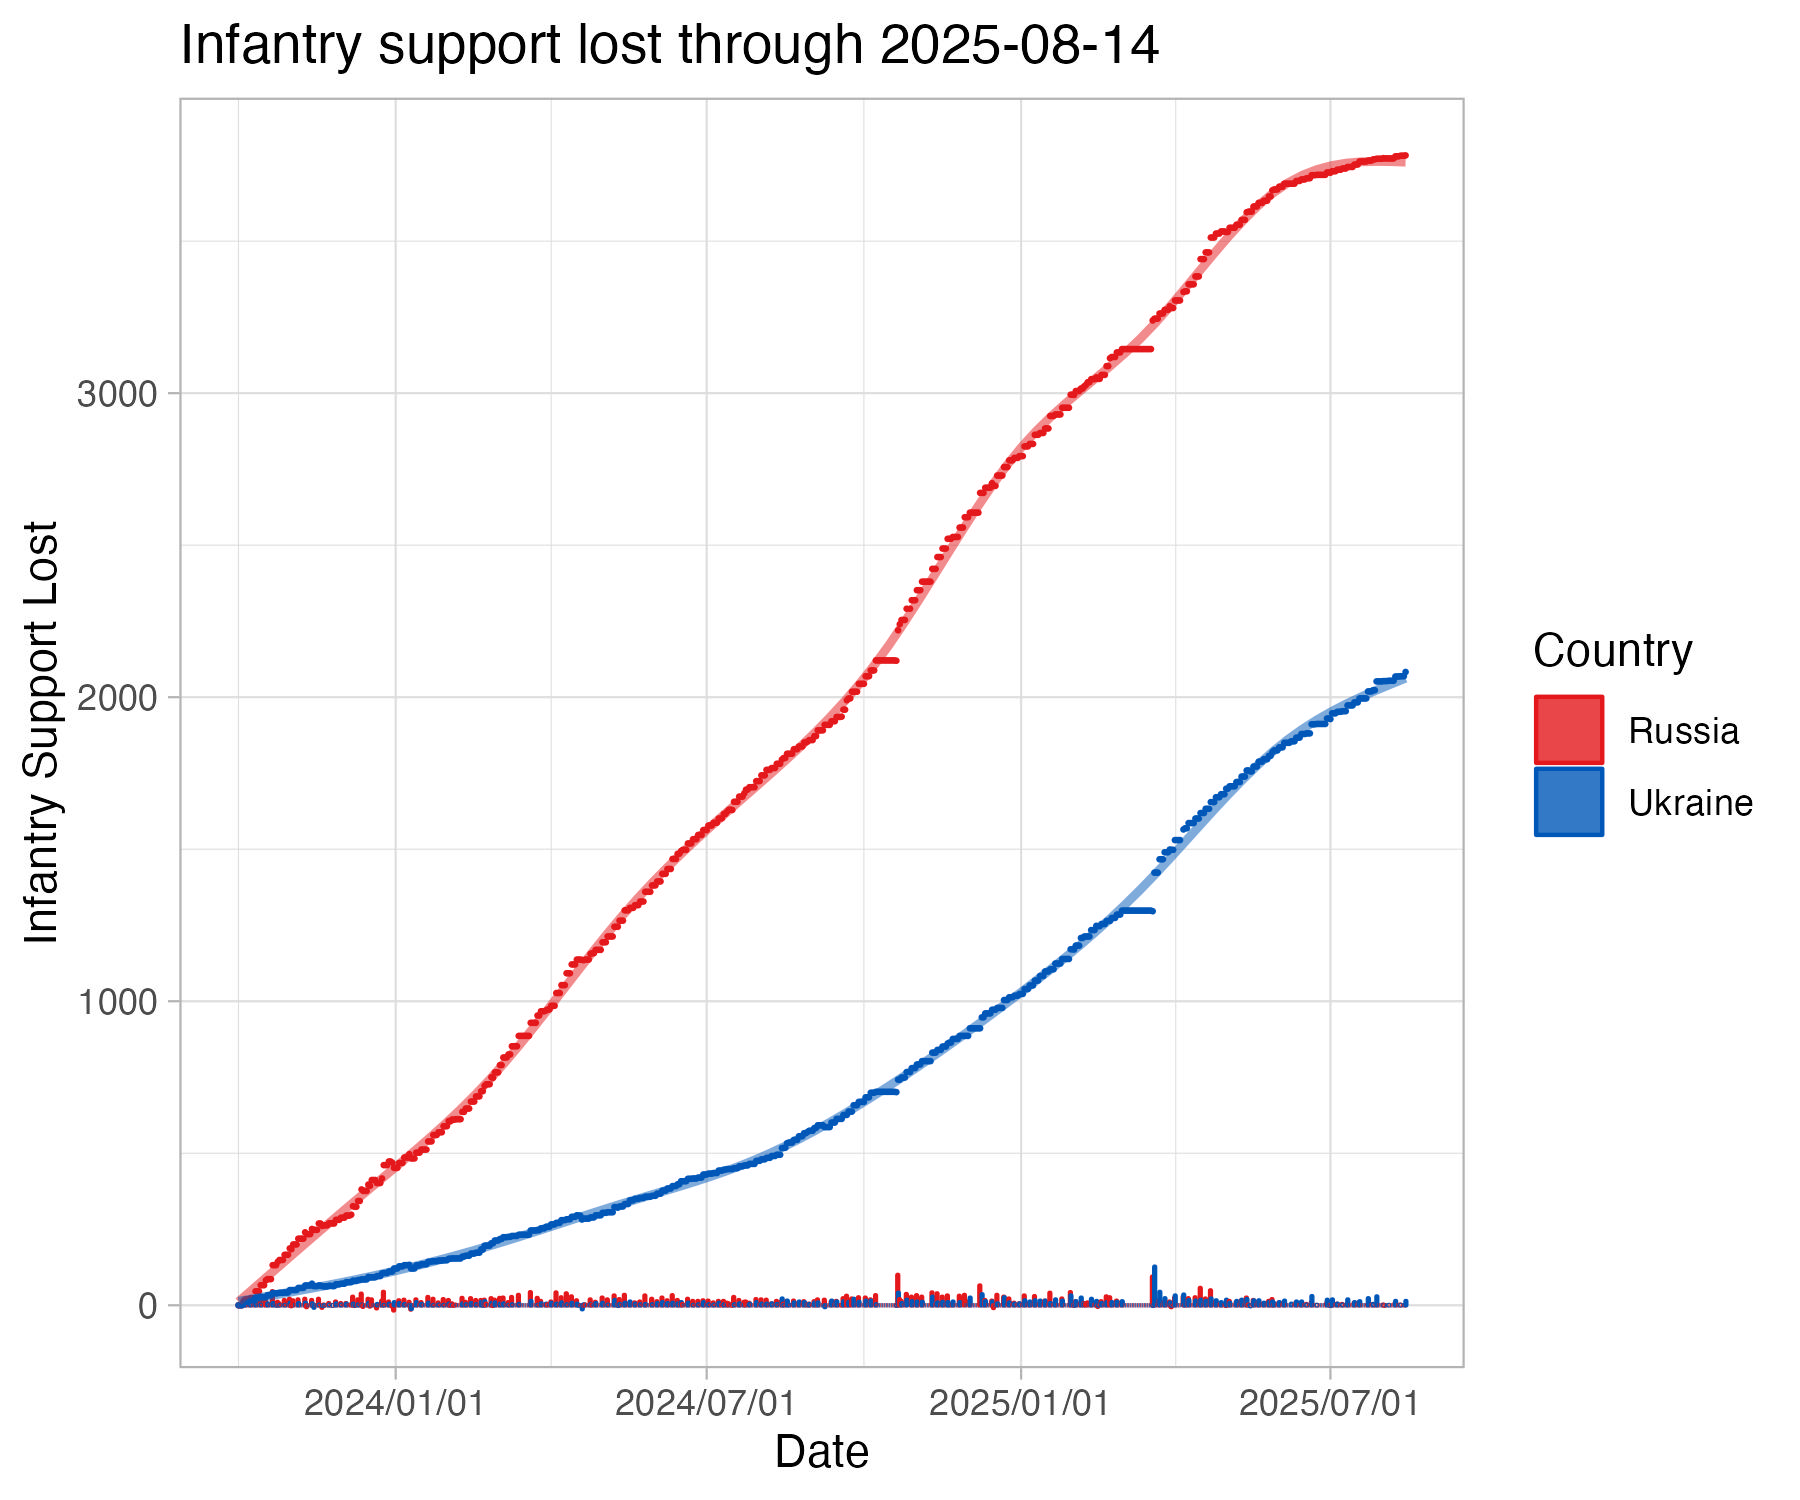 Infantry support lost through 2025-08-14
Infantry Support Lost
3000
2000
1000
0
2024/01/01
2024/07/01
2025/01/01
2025/07/01
Date
Country
Russia
Ukraine